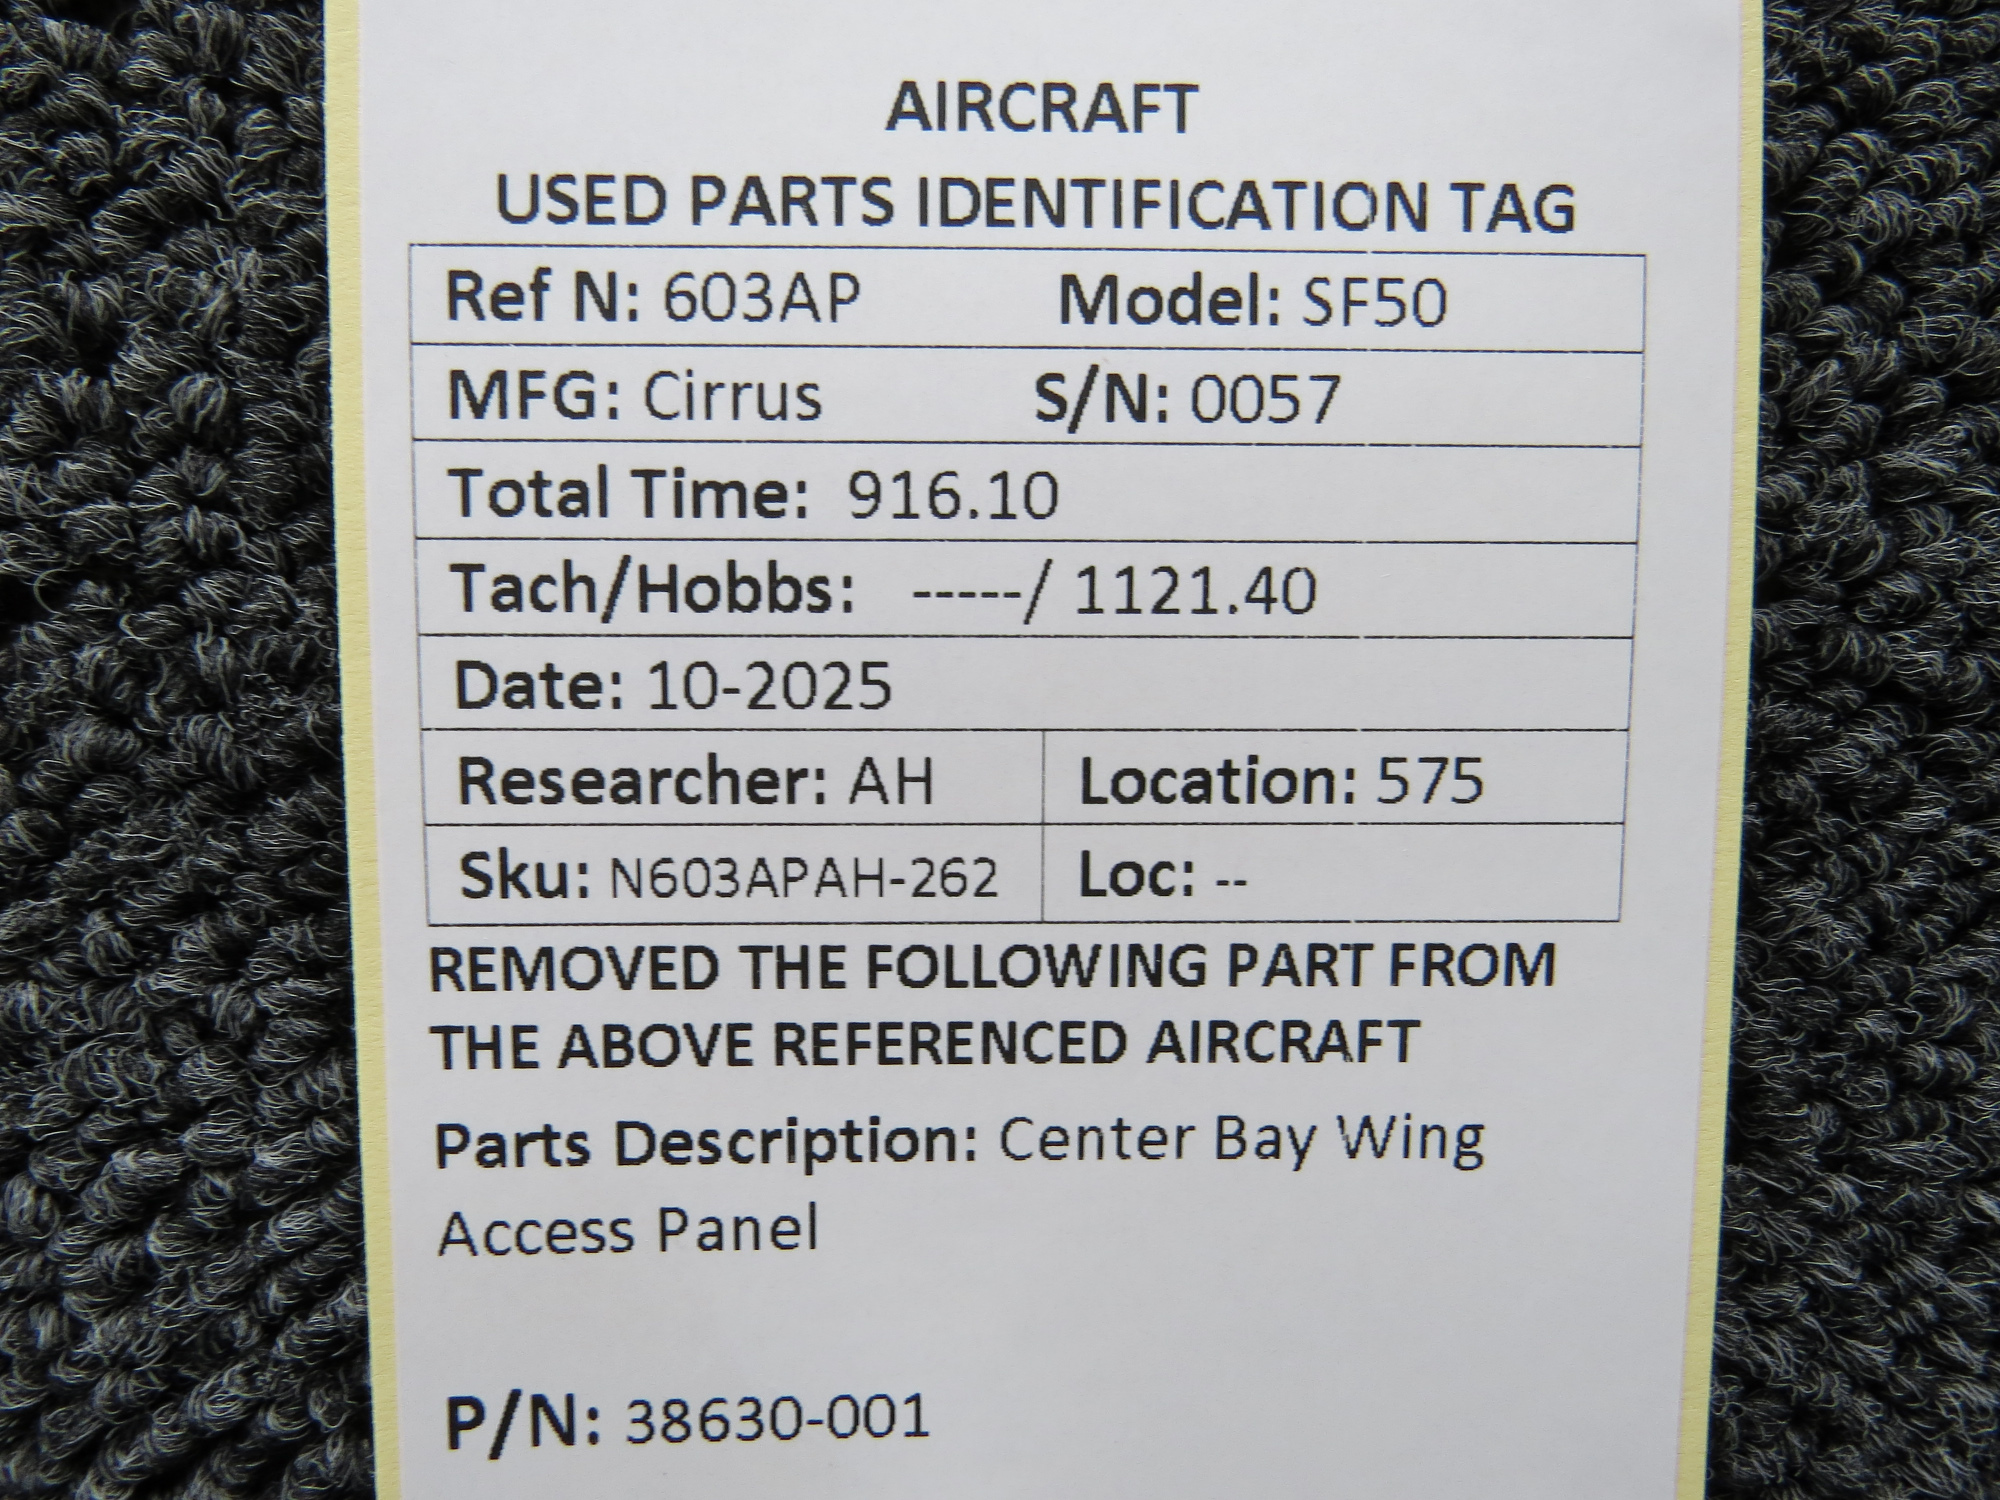 AIRCRAFT
USED PARTS IDENTIFICATION TAG
Ref N: 603AP Model: SF50
MFG: Cirrus S/N: 0057
Total Time: 916.10
Tach/Hobbs: -----/ 1121.40
Date: 10-2025
Researcher: AH Location: 575
Sku: N603APAH-262 Loc: --
REMOVED THE FOLLOWING PART FROM
THE ABOVE REFERENCED AIRCRAFT
Parts Description: Center Bay Wing
Access Panel
P/N: 38630-001